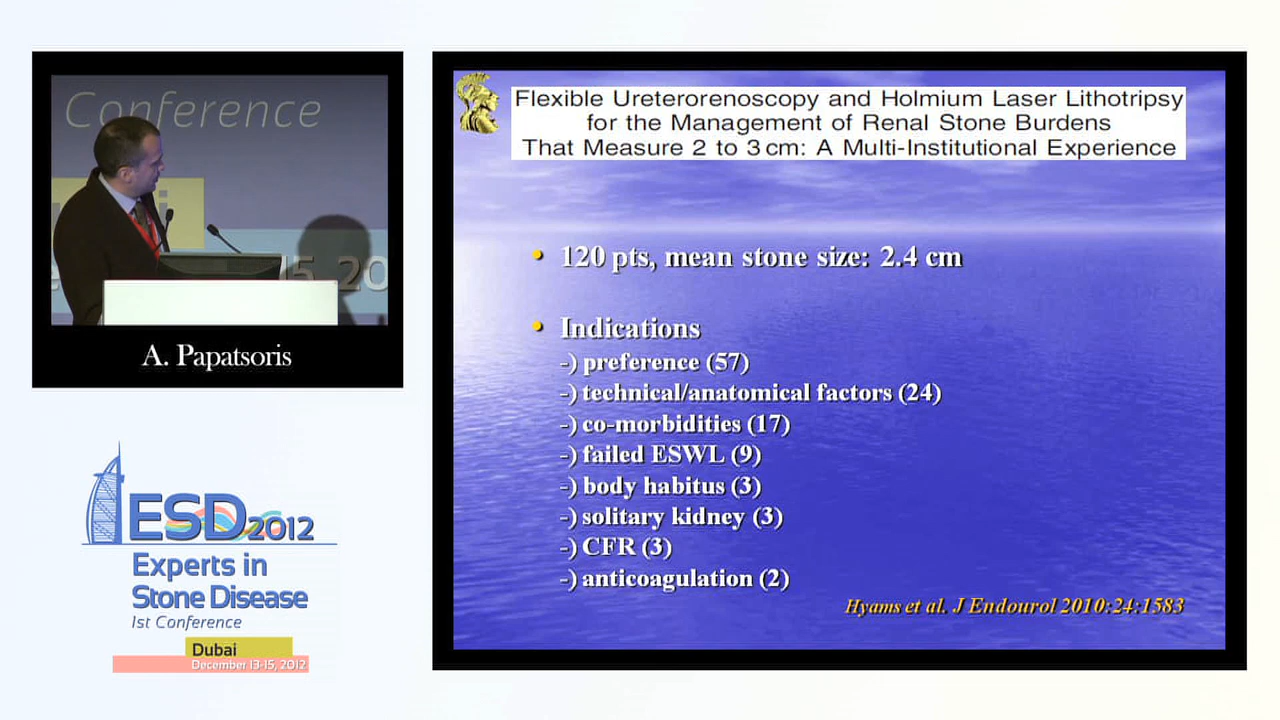 Conference
15, 20
A. Papatsoris
ESD2012
Experts in
Stone Disease
1st Conference
Dubai
December 13-15, 2012
Flexible Ureterorenoscopy and Holmium Laser Lithotripsy
for the Management of Renal Stone Burdens
That Measure 2 to 3 cm: A Multi-Institutional Experience
• 120 pts, mean stone size: 2.4 cm
• Indications
-) preference (57)
-) technical/anatomical factors (24)
-) co-morbidities (17)
-) failed ESWL (9)
-) body habitus (3)
-) solitary kidney (3)
-) CFR (3)
-) anticoagulation (2)
Hyams et al. J Endourol 2010:24:1583